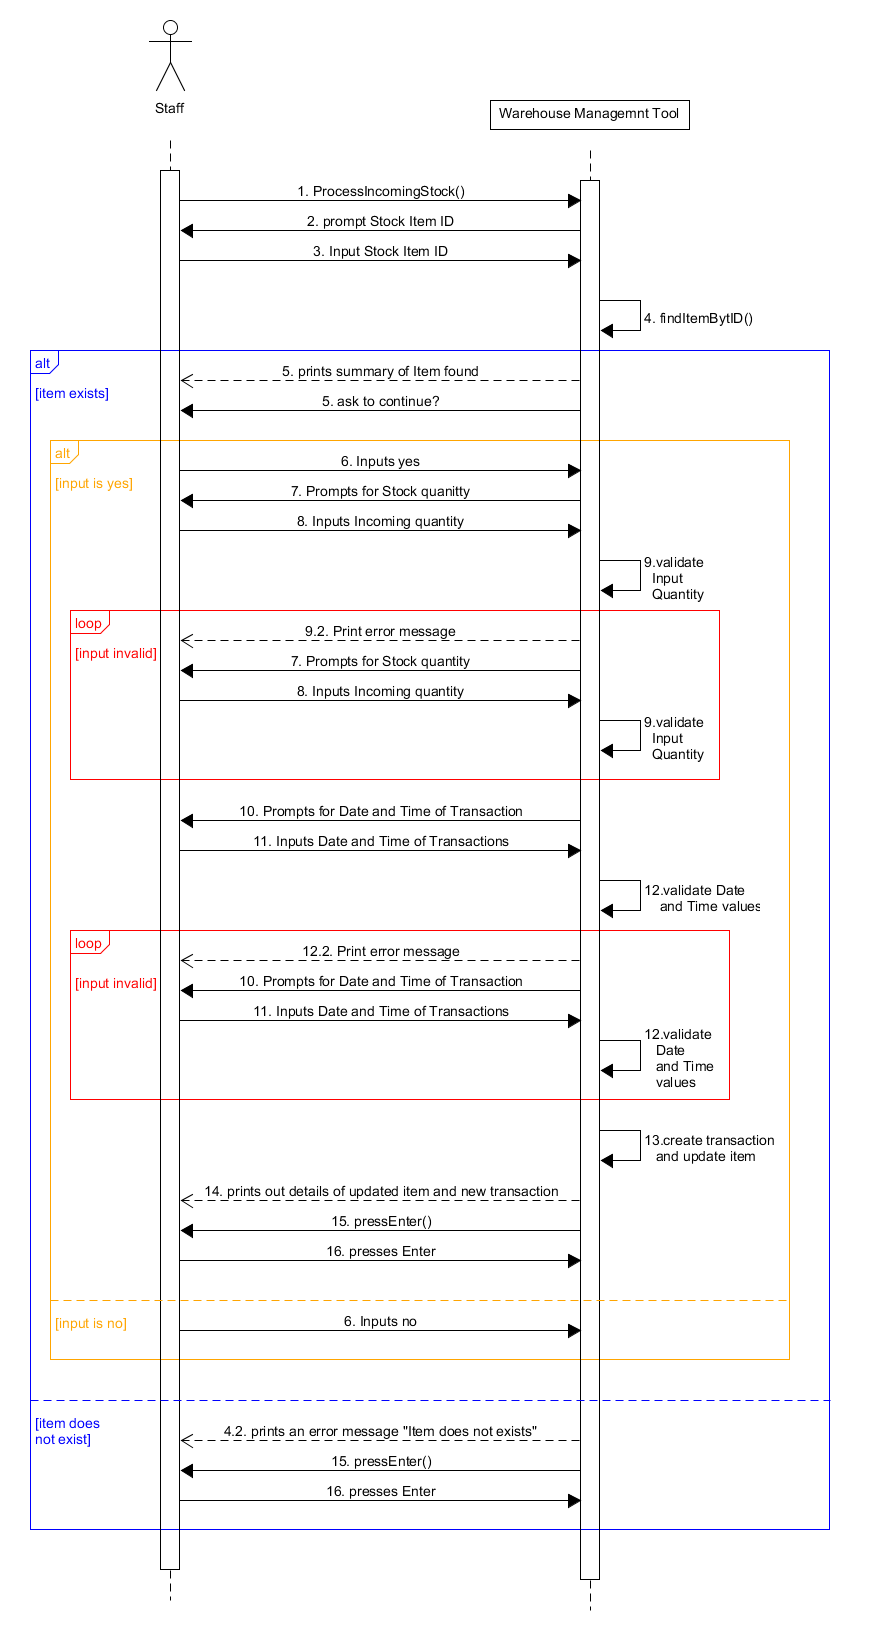 Staff
Warehouse Managemnt Tool
1. ProcessIncomingStock()
2. prompt Stock Item ID
3. Input Stock Item ID
4. findItemBytID()
alt
[item exists]
5. prints summary of Item found
5. ask to continue?
alt
[input is yes]
6. Inputs yes
7. Prompts for Stock quanitty
8. Inputs Incoming quantity
9.validate
Input
Quantity
loop
[input invalid]
9.2. Print error message
7. Prompts for Stock quantity
8. Inputs Incoming quantity
9.validate
Input
Quantity
10. Prompts for Date and Time of Transaction
11. Inputs Date and Time of Transactions
12.validate Date
and Time values
loop
[input invalid]
12.2. Print error message
10. Prompts for Date and Time of Transaction
11. Inputs Date and Time of Transactions
12.validate
Date
and Time
values
13.create transaction
and update item
14. prints out details of updated item and new transaction
15. pressEnter()
16. presses Enter
[input is no]
6. Inputs no
[item does
not exist]
4.2. prints an error message "Item does not exists"
15. pressEnter()
16. presses Enter